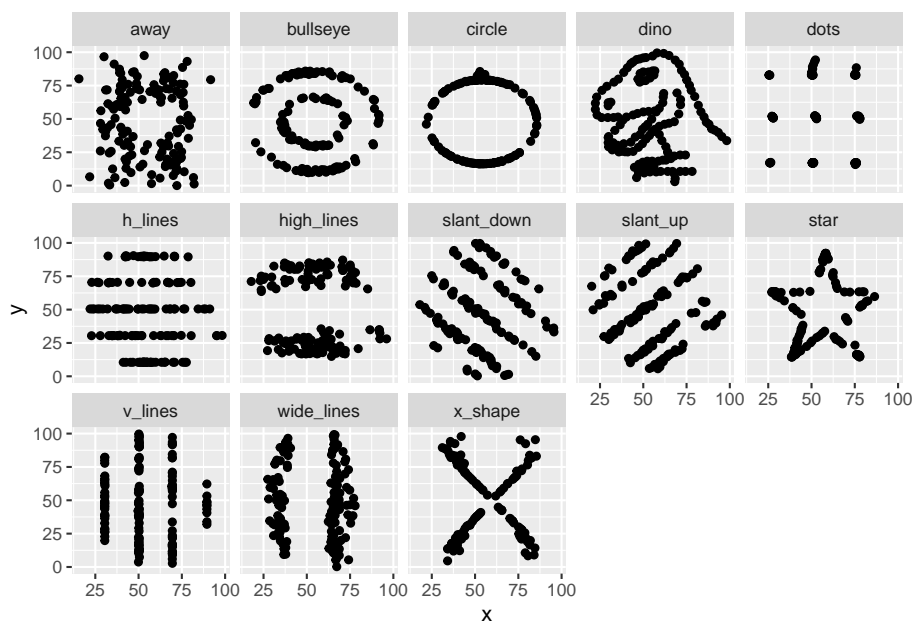 away bullseye circle dino dots
100
75
50
25
0
h_lines high_lines slant_down slant_up star
100
75
50
25
0
25 50 75 100 25 50 75 100
v_lines wide_lines x_shape
100
75
50
25
0
25 50 75 100 25 50 75 100 25 50 75 100
y
x